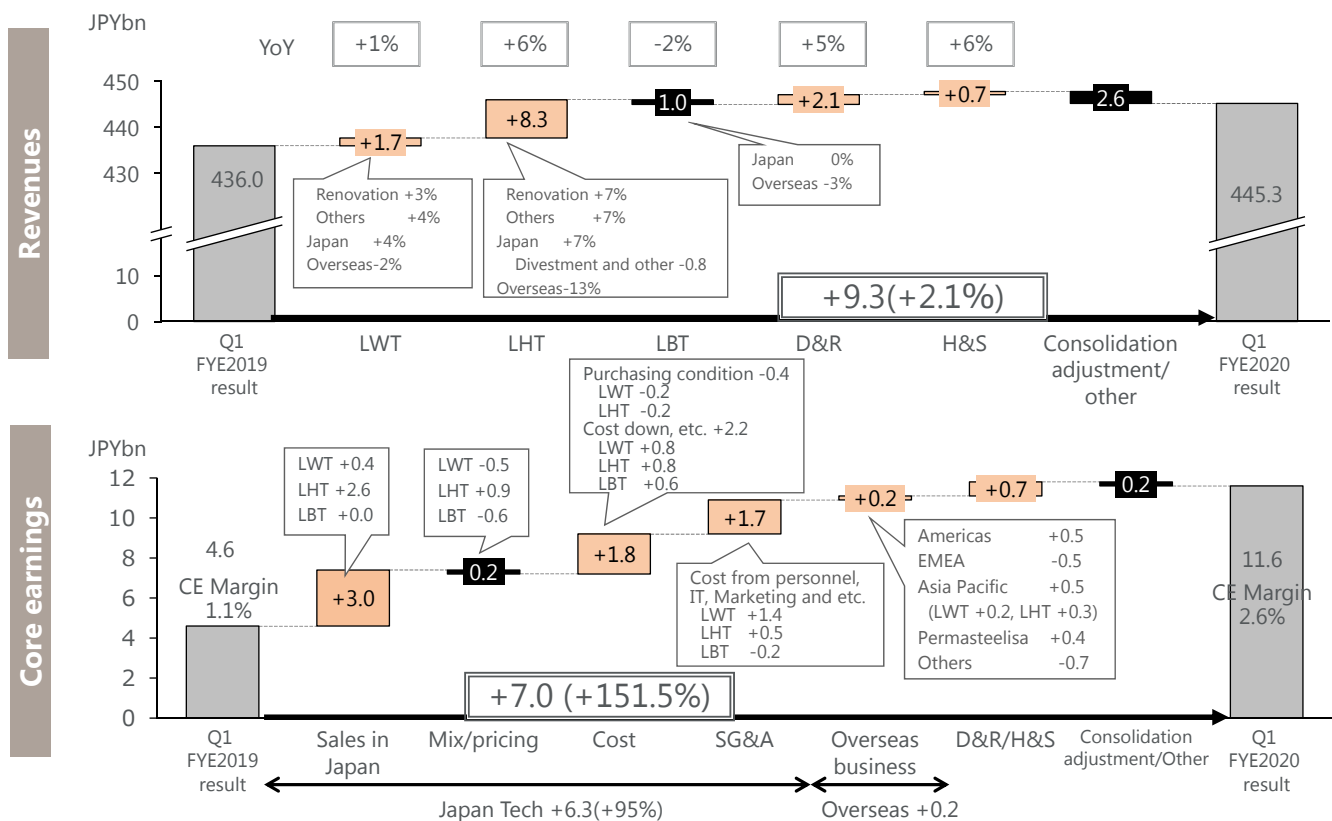 Revenues
JPYbn
YoY
+1%
+6%
-2%
+5%
+6%
450
440
430
10
0
436.0
+1.7
+8.3
1.0
+2.1
+0.7
2.6
445.3
Renovation +3%
Others +4%
Japan +4%
Overseas-2%
Renovation +7%
Others +7%
Japan +7%
Divestment and other -0.8
Overseas-13%
Japan 0%
Overseas -3%
+9.3(+2.1%)
Q1
FYE2019
result
LWT
LHT
LBT
D&R
H&S
Consolidation
adjustment/
other
Q1
FYE2020
result
Core earnings
JPYbn
12
10
8
6
4
2
0
4.6
CE Margin
1.1%
+3.0
0.2
+1.8
+1.7
+0.2
+0.7
0.2
11.6
CE Margin
2.6%
LWT +0.4
LHT +2.6
LBT +0.0
LWT -0.5
LHT +0.9
LBT -0.6
Purchasing condition -0.4
LWT -0.2
LHT -0.2
Cost down, etc. +2.2
LWT +0.8
LHT +0.8
LBT +0.6
Cost from personnel,
IT, Marketing and etc.
LWT +1.4
LHT +0.5
LBT -0.2
Americas +0.5
EMEA -0.5
Asia Pacific +0.5
(LWT +0.2, LHT +0.3)
Permasteelisa +0.4
Others -0.7
+7.0 (+151.5%)
Q1
FYE2019
result
Sales in
Japan
Mix/pricing
Cost
SG&A
Overseas
business
D&R/H&S
Consolidation
adjustment/Other
Q1
FYE2020
result
Japan Tech +6.3(+95%)
Overseas +0.2